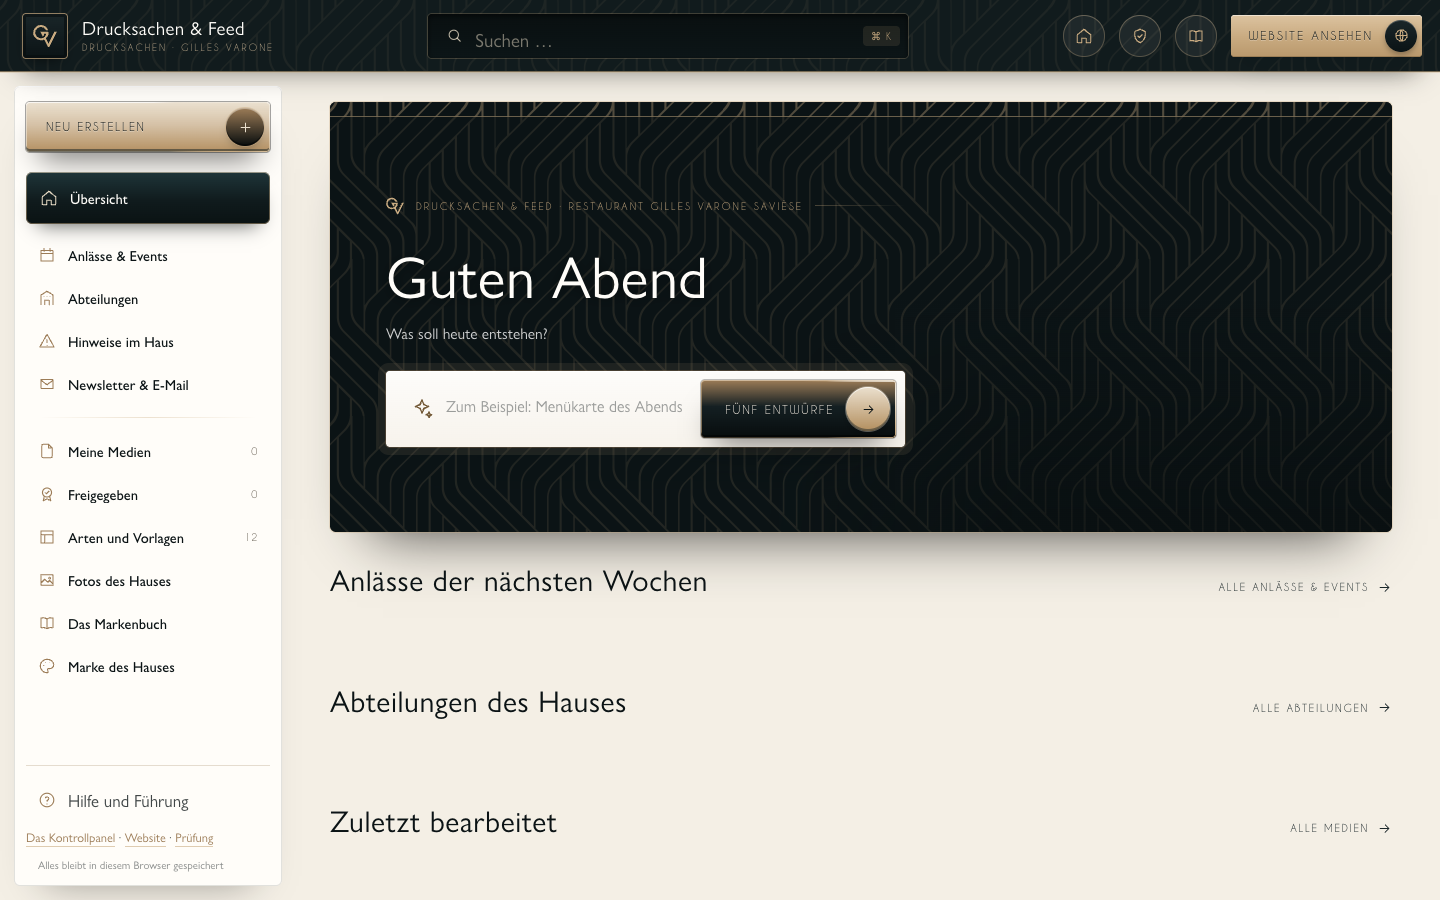 GV
Drucksachen & Feed
DRUCKSACHEN · GILLES VARONE
Suchen …
⌘ K
WEBSITE ANSEHEN
NEU ERSTELLEN
Übersicht
Anlässe & Events
Abteilungen
Hinweise im Haus
Newsletter & E-Mail
Meine Medien 0
Freigegeben 0
Arten und Vorlagen 12
Fotos des Hauses
Das Markenbuch
Marke des Hauses
Hilfe und Führung
Das Kontrollpanel · Website · Prüfung
Alles bleibt in diesem Browser gespeichert
GV DRUCKSACHEN & FEED · RESTAURANT GILLES VARONE SAVIÈSE
Guten Abend
Was soll heute entstehen?
Zum Beispiel: Menükarte des Abends
FÜNF ENTWÜRFE
Anlässe der nächsten Wochen
ALLE ANLÄSSE & EVENTS
Abteilungen des Hauses
ALLE ABTEILUNGEN
Zuletzt bearbeitet
ALLE MEDIEN